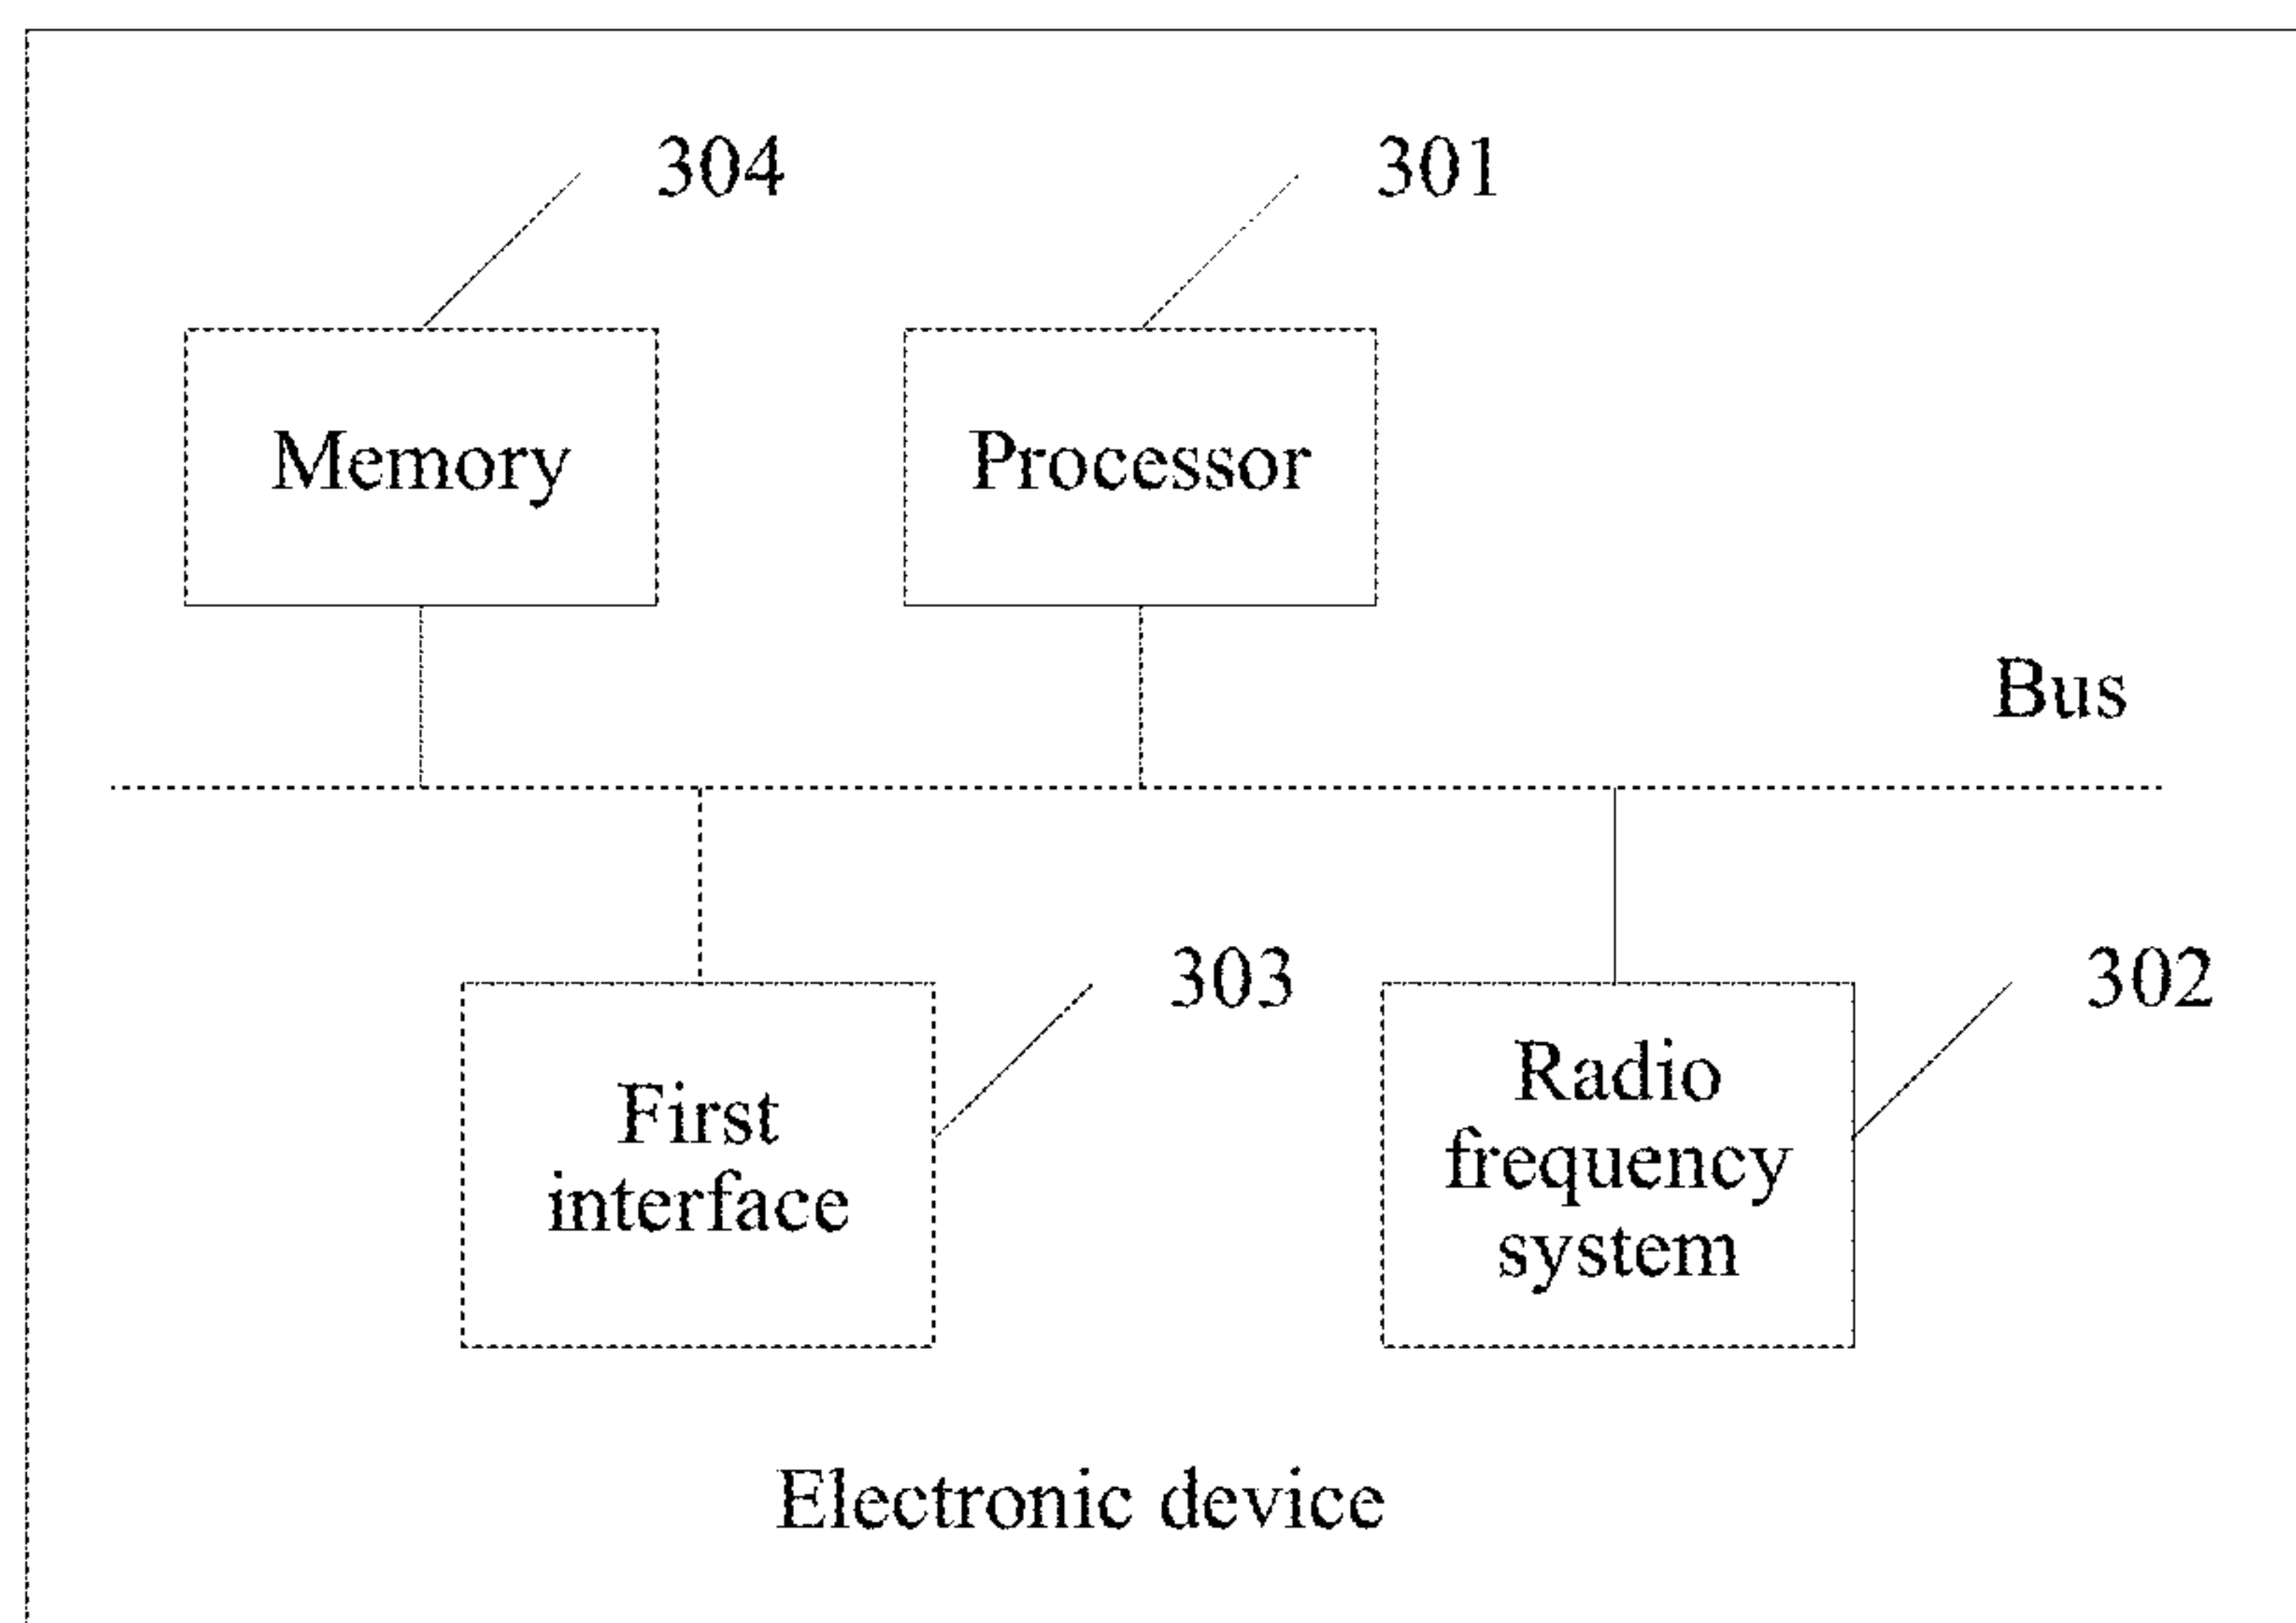 304
301
Memory
Processor
Bus
303
302
First
interface
Radio
frequency
system
Electronic device